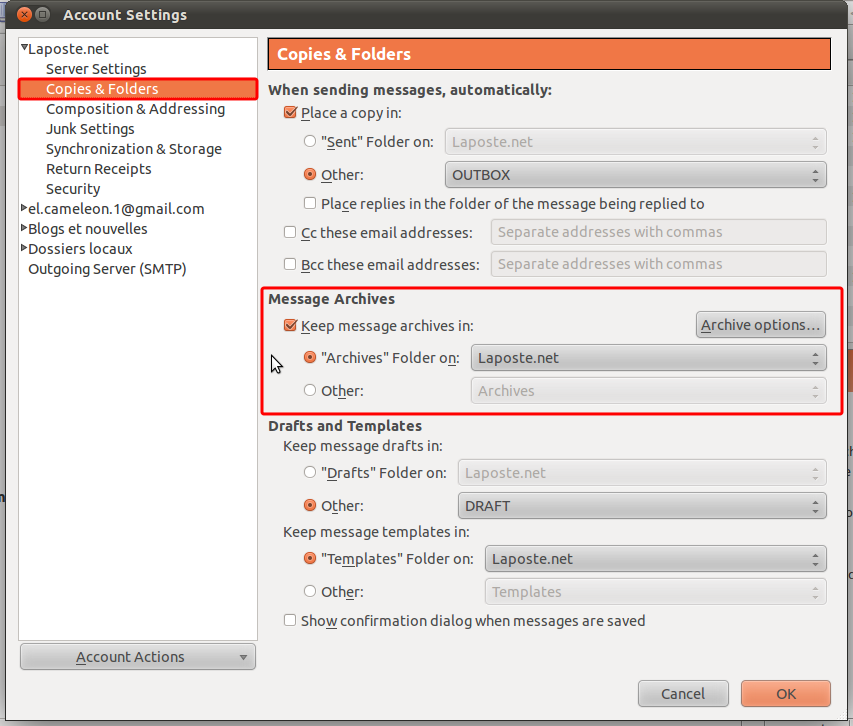 Account Settings
Laposte.net
Server Settings
Copies & Folders
Composition & Addressing
Junk Settings
Synchronization & Storage
Return Receipts
Security
el.cameleon.1@gmail.com
Blogs et nouvelles
Dossiers locaux
Outgoing Server (SMTP)
Account Actions
Copies & Folders
When sending messages, automatically:
Place a copy in:
"Sent" Folder on: Laposte.net
Other: OUTBOX
Place replies in the folder of the message being replied to
Cc these email addresses: Separate addresses with commas
Bcc these email addresses: Separate addresses with commas
Message Archives
Keep message archives in: Archive options...
"Archives" Folder on: Laposte.net
Other: Archives
Drafts and Templates
Keep message drafts in:
"Drafts" Folder on: Laposte.net
Other: DRAFT
Keep message templates in:
"Templates" Folder on: Laposte.net
Other: Templates
Show confirmation dialog when messages are saved
Cancel OK